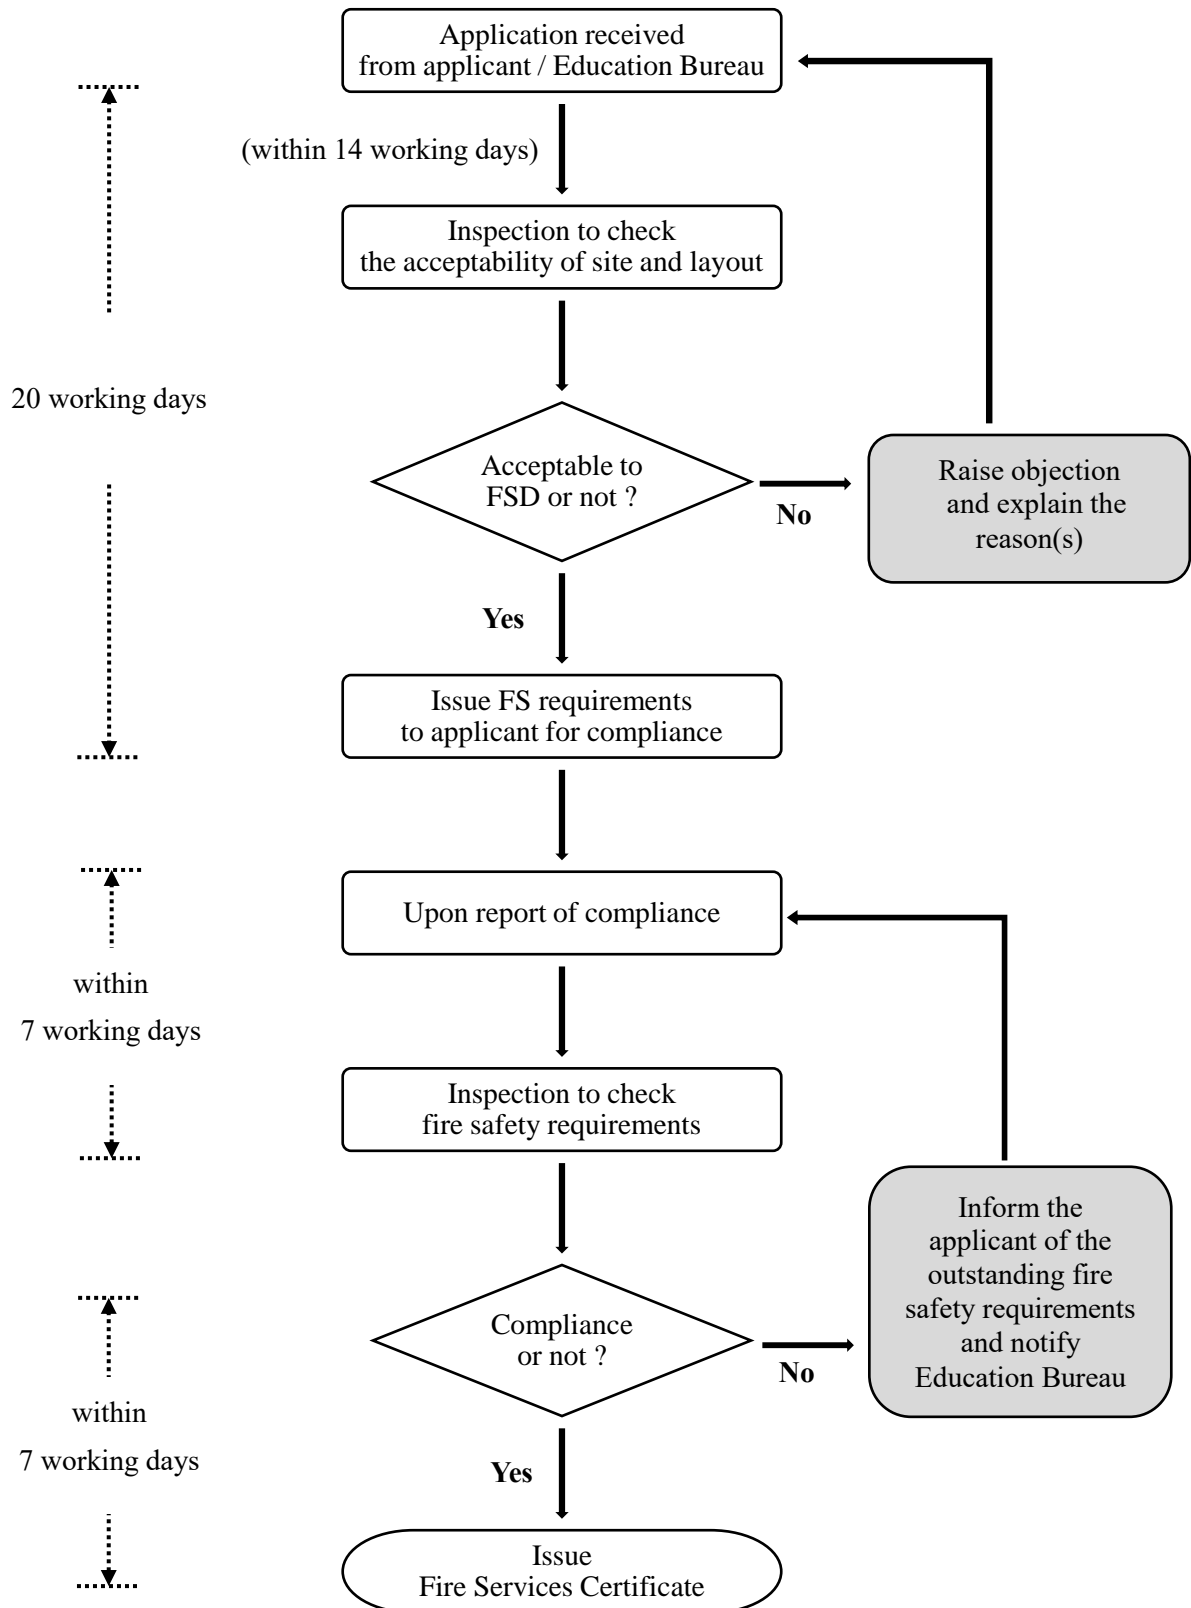 Application received
from applicant / Education Bureau
(within 14 working days)
Inspection to check
the acceptability of site and layout
20 working days
Acceptable to
FSD or not ?
No
Raise objection
and explain the
reason(s)
Yes
Issue FS requirements
to applicant for compliance
Upon report of compliance
within
7 working days
Inspection to check
fire safety requirements
Inform the
applicant of the
outstanding fire
safety requirements
and notify
Education Bureau
Compliance
or not ?
No
within
7 working days
Yes
Issue
Fire Services Certificate